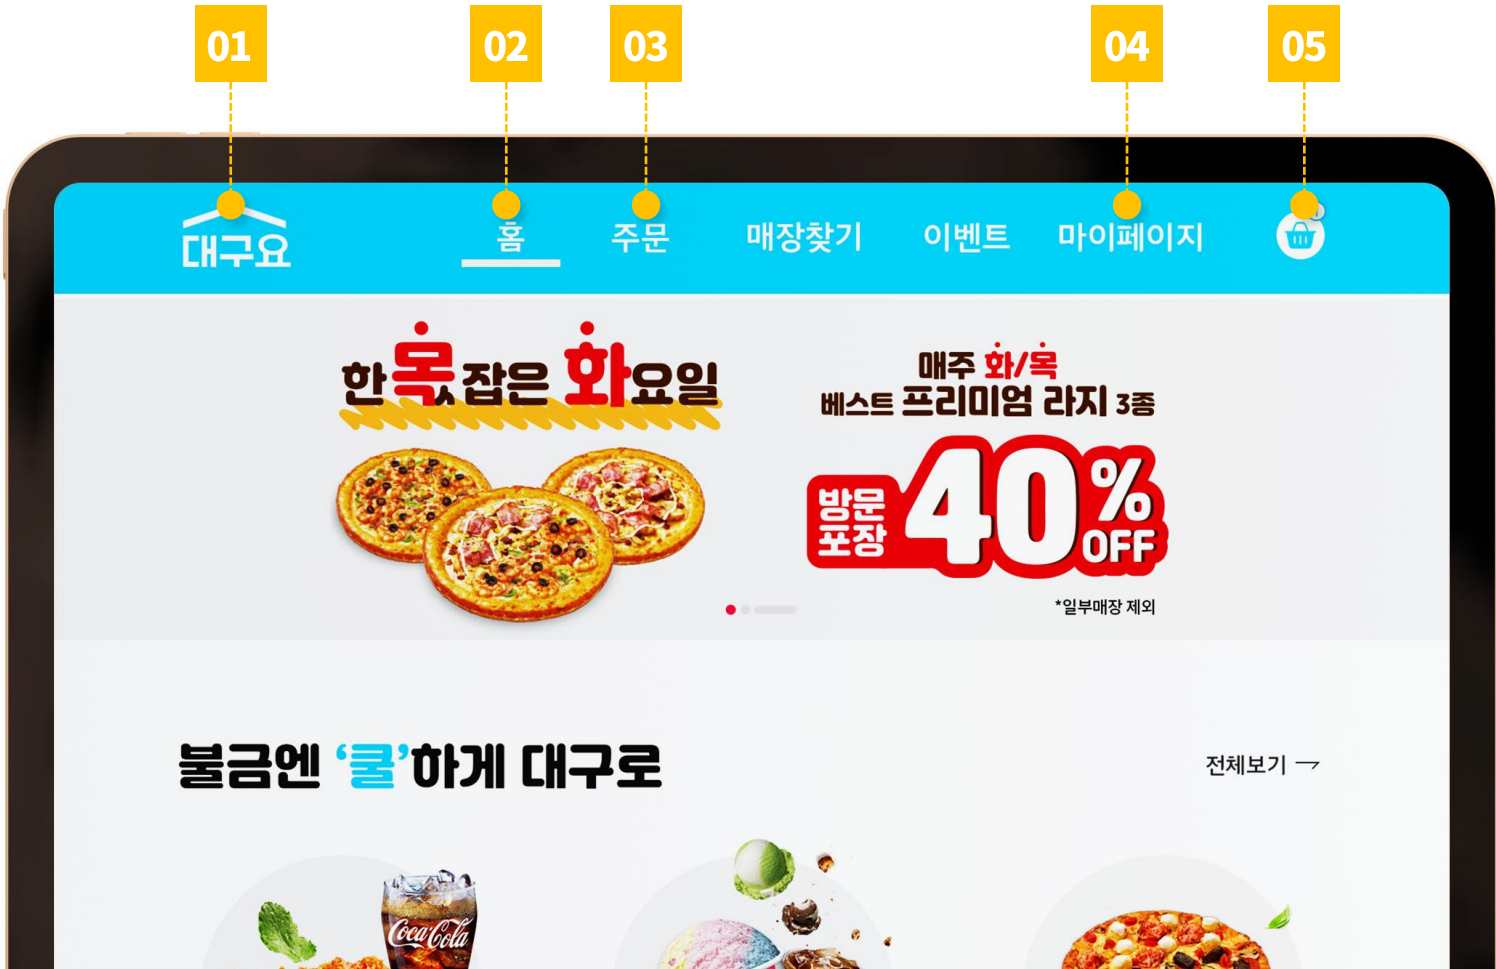 01 02 03 04 05
대구요 홈 주문 매장찾기 이벤트 마이페이지
한목잡은 화요일
매주 화/목
베스트 프리미엄 라지 3종
방문
포장
40%
OFF
*일부매장 제외
불금엔 ‘쿨’하게 대구로
전체보기 →
Coca-Cola